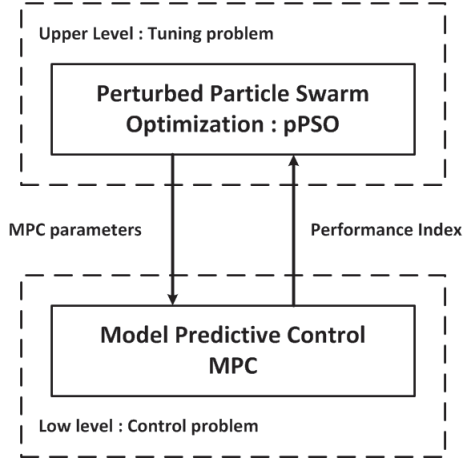 Upper Level : Tuning problem
Perturbed Particle Swarm
Optimization : pPSO
MPC parameters
Performance Index
Model Predictive Control
MPC
Low level : Control problem